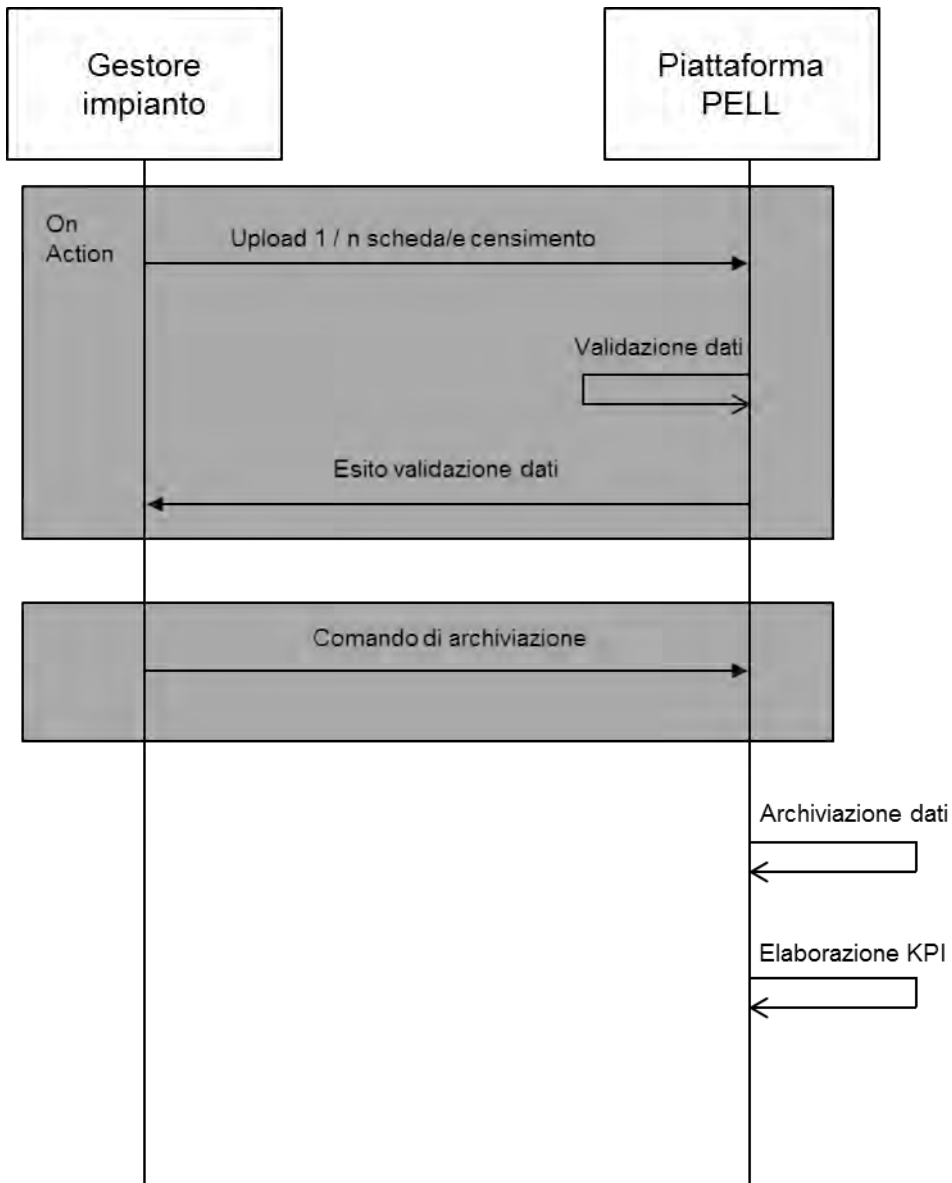 Gestore
impianto
Piattaforma
PELL
On
Action
Upload 1 / n scheda/e censimento
Validazione dati
Esito validazione dati
Comando di archiviazione
Archiviazione dati
Elaborazione KPI